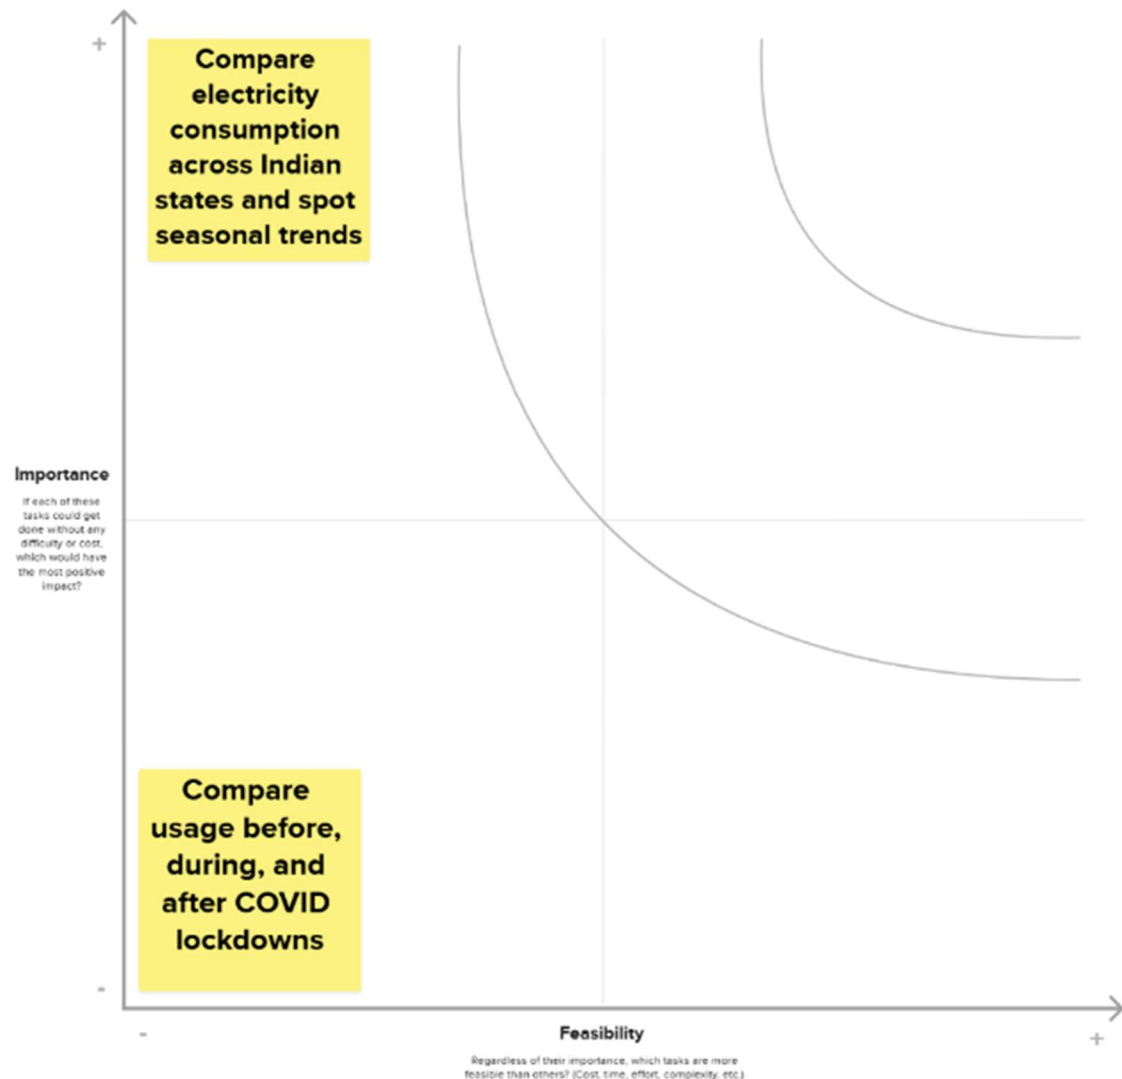 +
Compare
electricity
consumption
across Indian
states and spot
seasonal trends
Importance
If each of these
tasks could get
done without any
difficulty or cost,
which would have
the most positive
impact?
Compare
usage before,
during, and
after COVID
lockdowns
-
-
Feasibility
+
Regardless of their importance, which tasks are more
feasible than others? (Cost, time, effort, complexity, etc.)